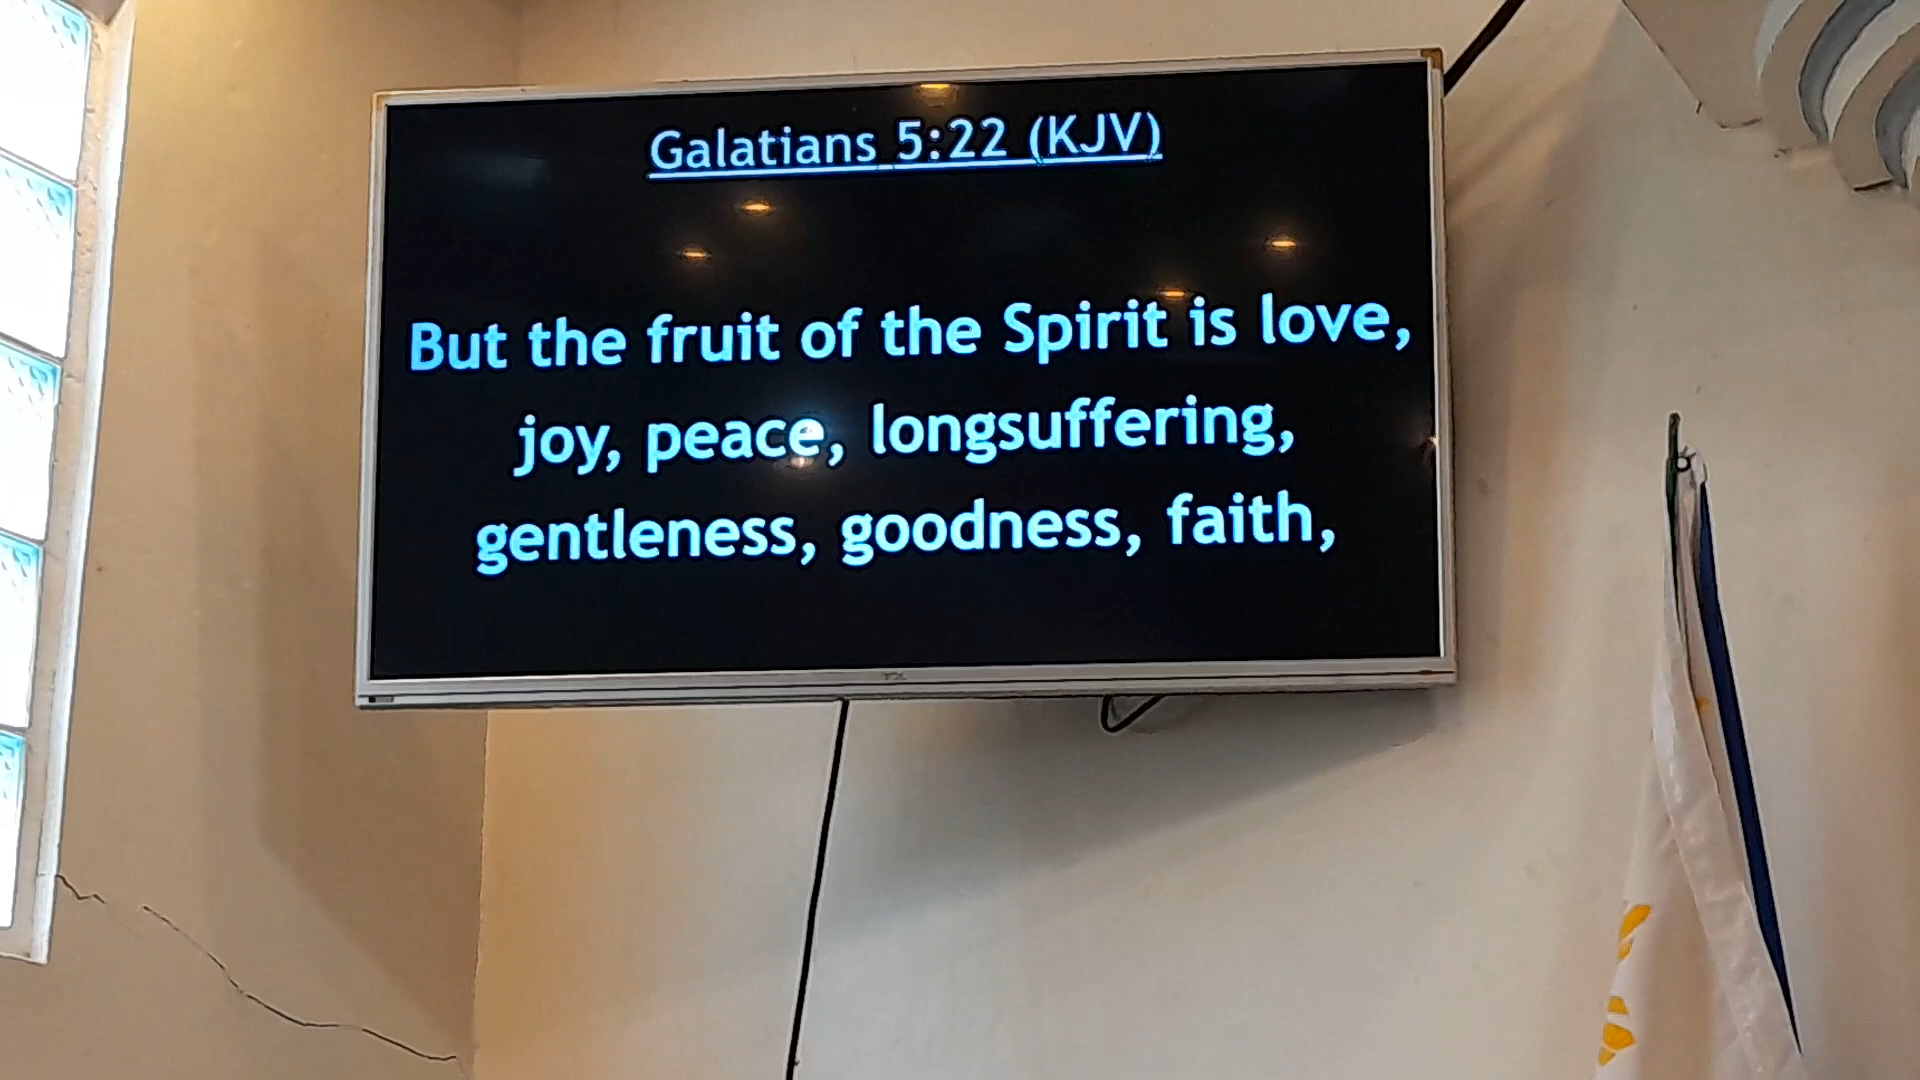 Galatians 5:22 (KJV)
But the fruit of the Spirit is love,
joy, peace, longsuffering,
gentleness, goodness, faith,